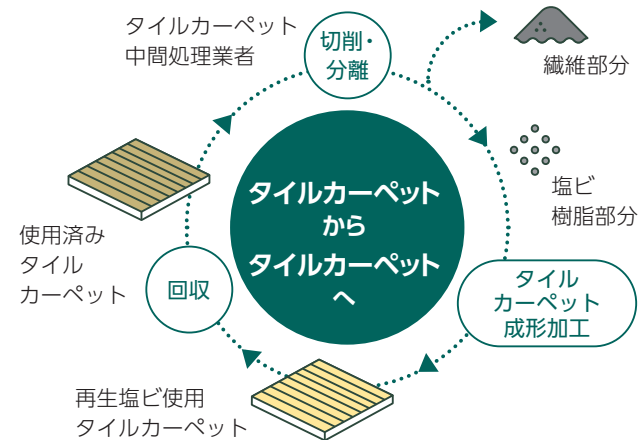 タイルカーペット
中間処理業者
切削・
分離
繊維部分
塩ビ
樹脂部分
タイルカーペット
から
タイルカーペット
へ
使用済み
タイル
カーペット
回収
タイル
カーペット
成形加工
再生塩ビ使用
タイルカーペット